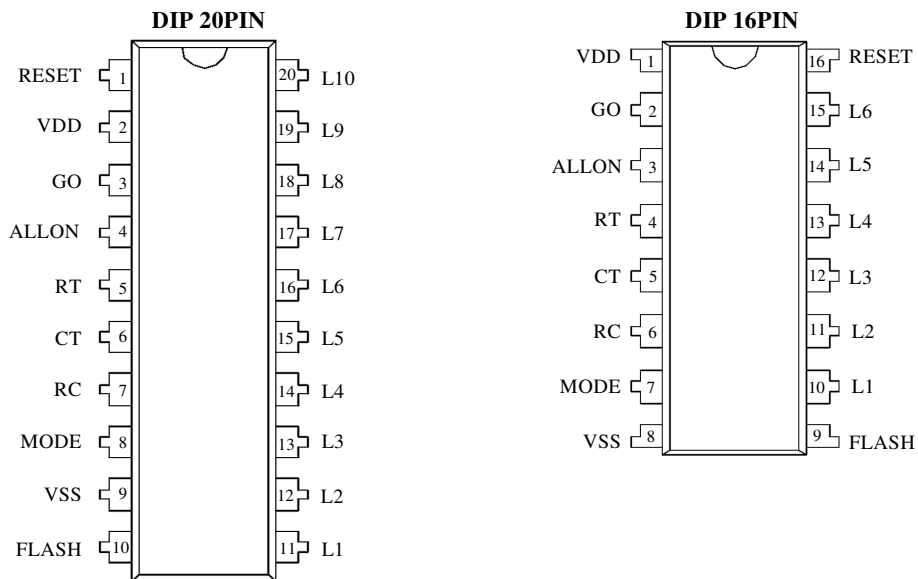 DIP 20PIN
RESET 1 20 L10
VDD 2 19 L9
GO 3 18 L8
ALLON 4 17 L7
RT 5 16 L6
CT 6 15 L5
RC 7 14 L4
MODE 8 13 L3
VSS 9 12 L2
FLASH 10 11 L1
DIP 16PIN
VDD 1 16 RESET
GO 2 15 L6
ALLON 3 14 L5
RT 4 13 L4
CT 5 12 L3
RC 6 11 L2
MODE 7 10 L1
VSS 8 9 FLASH